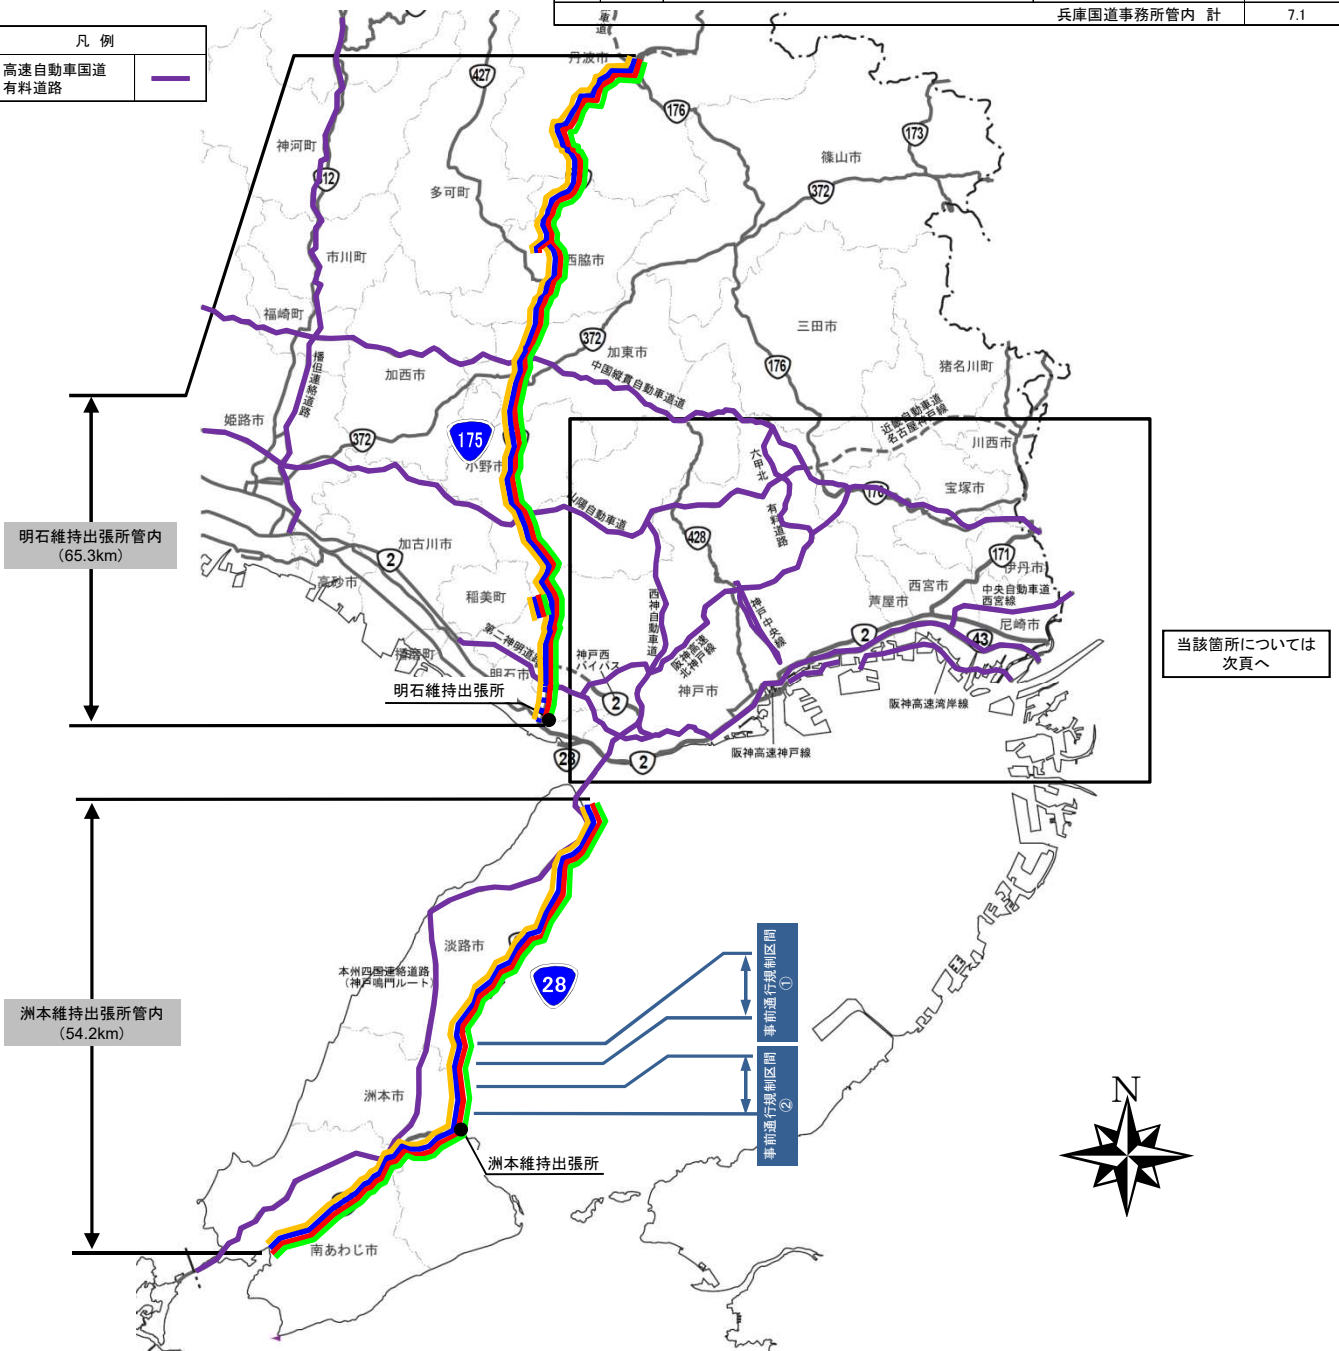 兵庫国道事務所管内 計 7.1
凡 例
高速自動車国道
有料道路
車道
丹波市
427
176
173
神河町
篠山市
372
多可町
市川町
西脇市
福崎町
三田市
372
加東市
176
猪名川町
播但連絡道路
加西市
中国縦貫自動車道道
近畿自動車道
名古屋神戸線
姫路市
175
372
川西市
小野市
六甲北
有料道路
176
宝塚市
山陽自動車道
明石維持出張所管内
(65.3km)
加古川市
2
428
171
伊丹市
高砂市
稲美町
西宮市
中央自動車道
西宮線
芦屋市
西神自動車道
神戸中央線
尼崎市
第二神明道路
2
43
阪神高速
北神戸線
当該箇所については
次頁へ
播磨町
神戸西
バイパス
明石市
明石維持出張所
神戸市
2
阪神高速湾岸線
阪神高速神戸線
28
2
淡路市
本州四国連絡道路
(神戸鳴門ルート)
28
事前通行規制区間
①
洲本維持出張所管内
(54.2km)
事前通行規制区間
②
洲本市
N
洲本維持出張所
南あわじ市